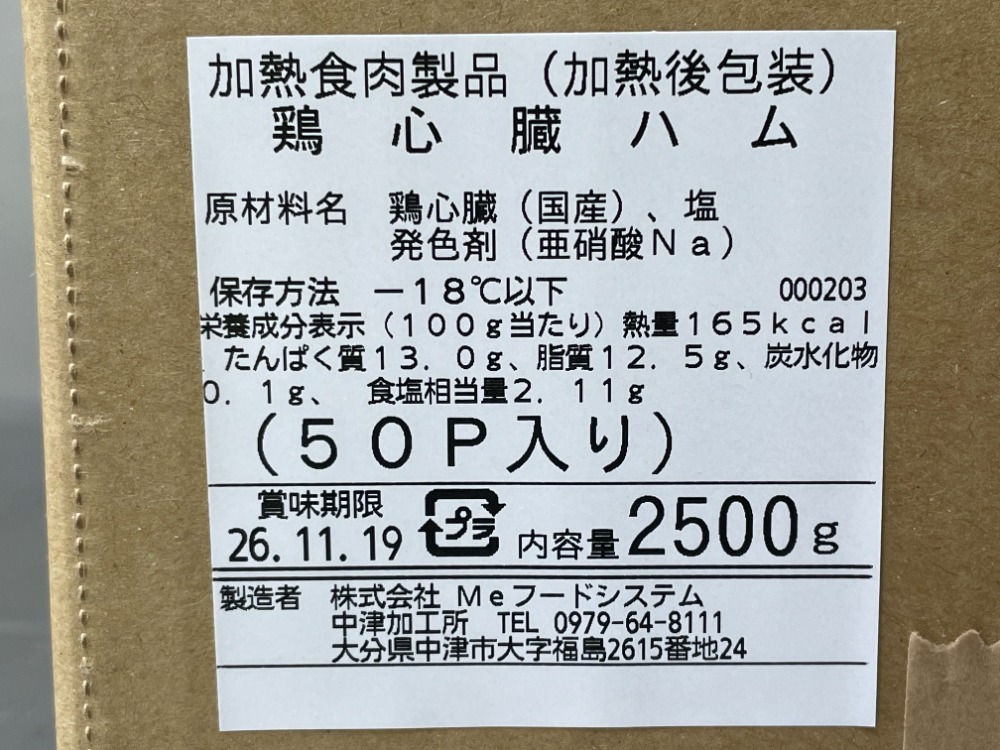 加熱食肉製品（加熱後包装）
鶏心臓ハム
原材料名　鶏心臓（国産）、塩
発色剤（亜硝酸Ｎａ）
保存方法　－１８℃以下　000203
栄養成分表示（１００ｇ当たり）熱量１６５ｋｃａｌ
、たんぱく質１３．０ｇ、脂質１２．５ｇ、炭水化物
０．１ｇ、　食塩相当量２．１１ｇ
（５０Ｐ入り）
賞味期限
26.11.19　プラ　内容量 2500ｇ
製造者　株式会社 Ｍｅフードシステム
中津加工所　TEL 0979-64-8111
大分県中津市大字福島2615番地24